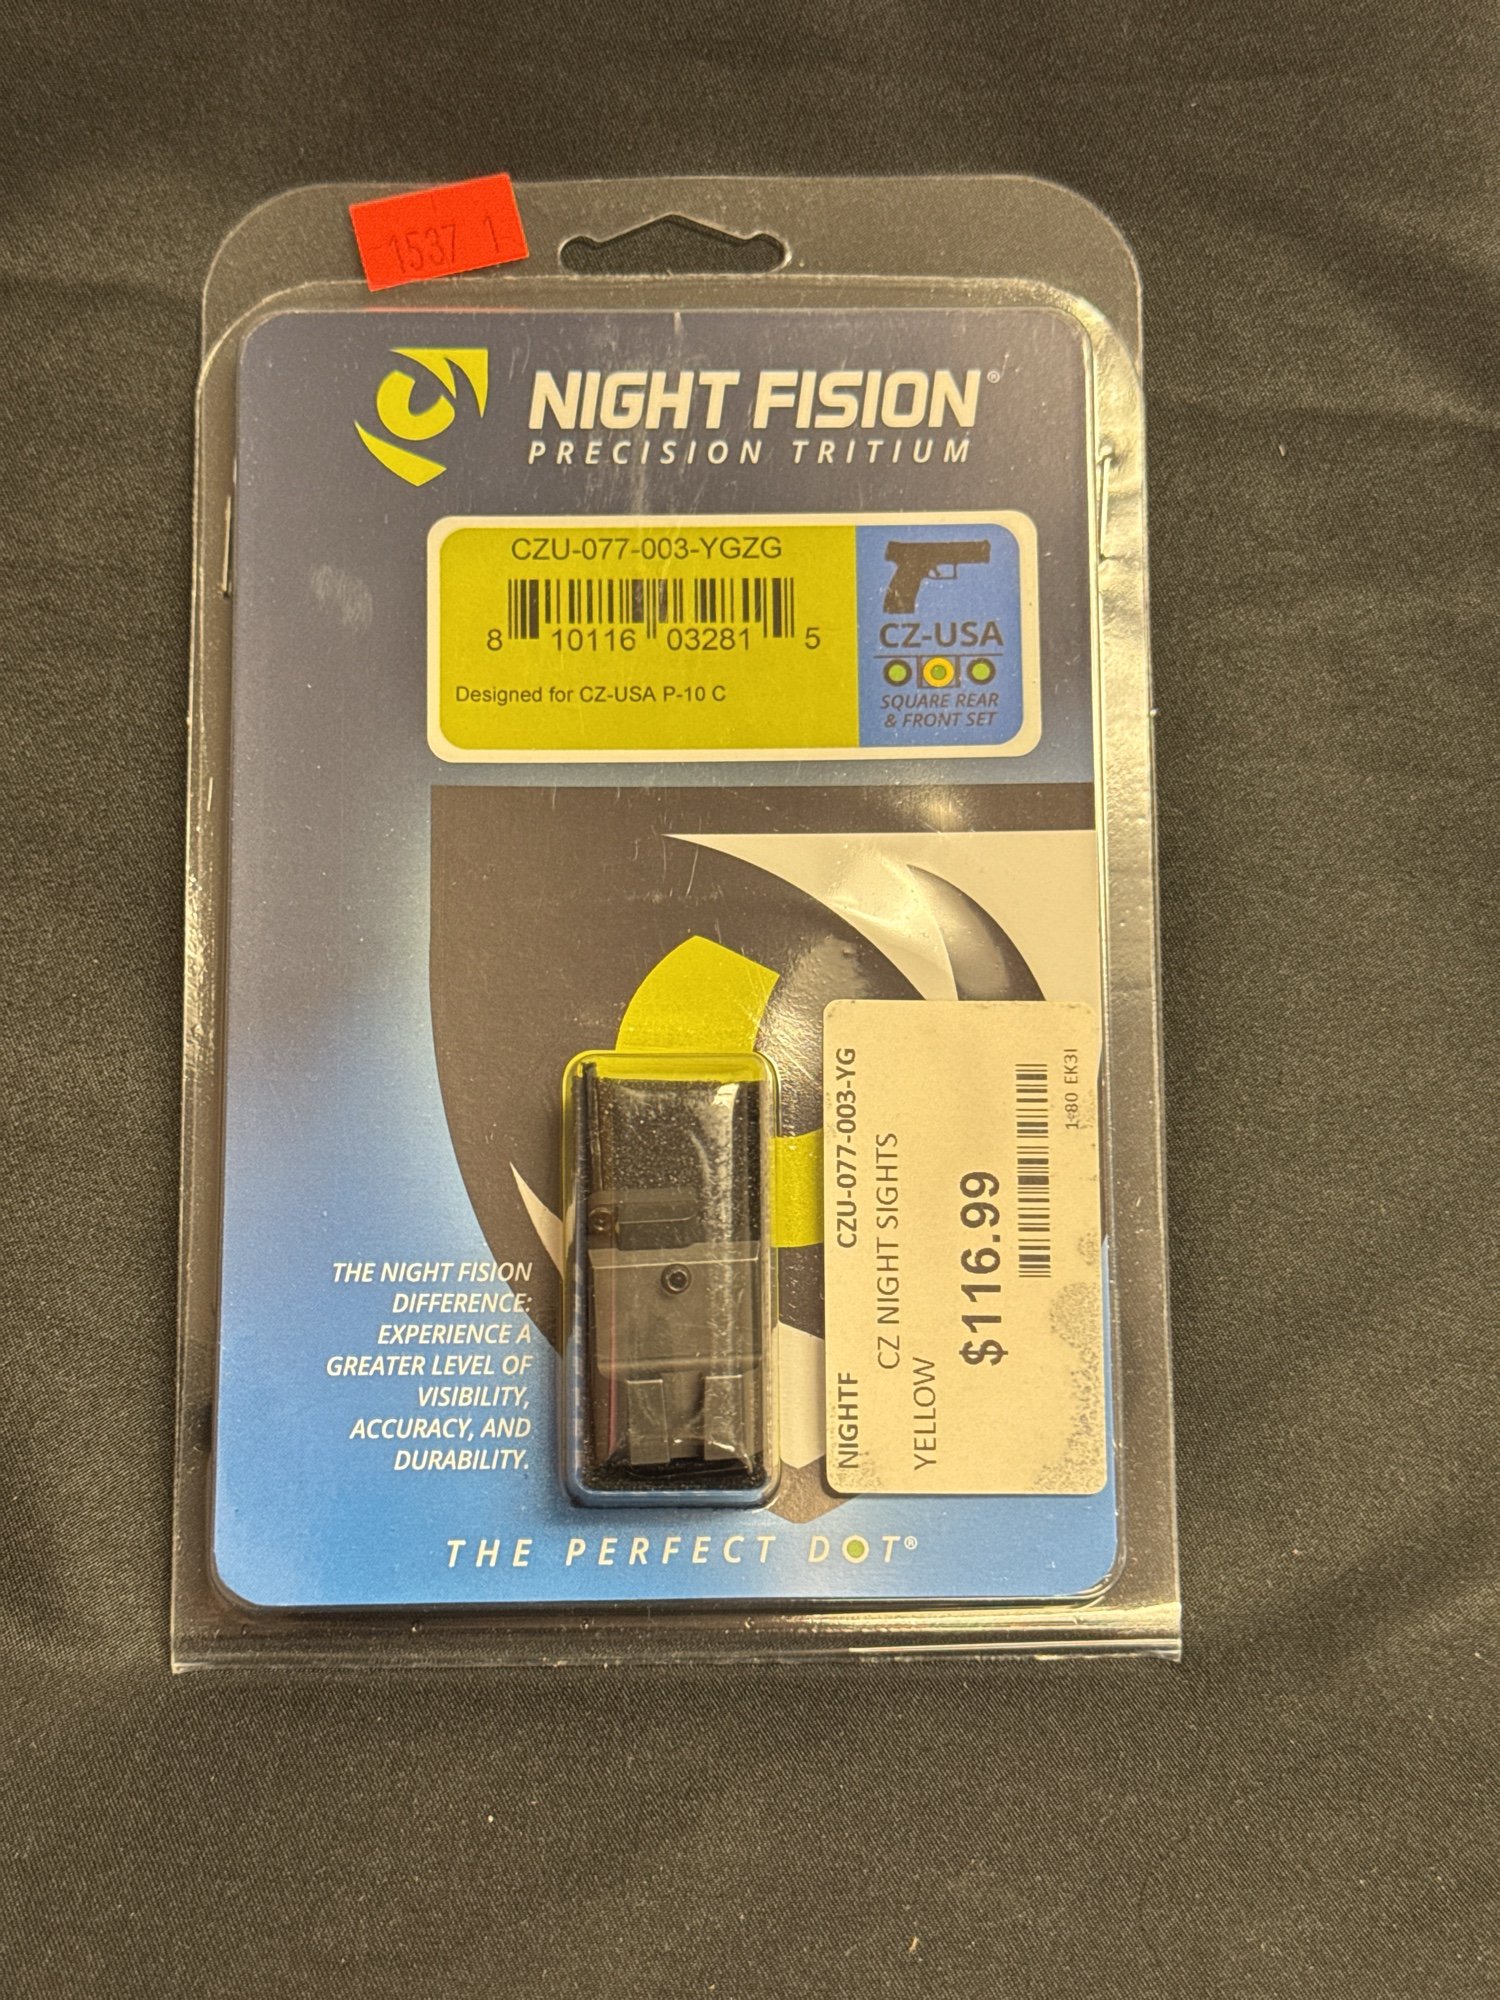 1537 1
NIGHT FISION®
PRECISION TRITIUM
CZU-077-003-YGZG
8 10116 03281 5
Designed for CZ-USA P-10 C
CZ-USA
SQUARE REAR
& FRONT SET
NIGHTF CZU-077-003-YG
CZ NIGHT SIGHTS
YELLOW
$116.99
THE NIGHT FISION
DIFFERENCE:
EXPERIENCE A
GREATER LEVEL OF
VISIBILITY,
ACCURACY, AND
DURABILITY.
THE PERFECT DOT®